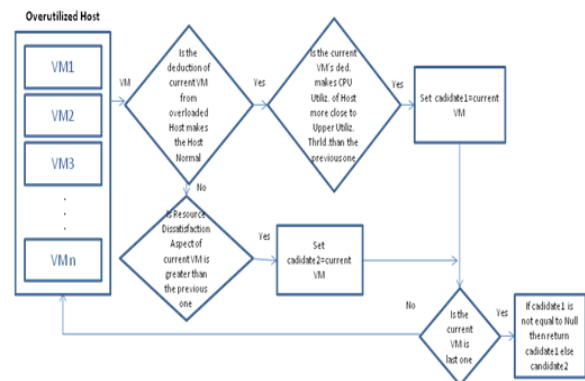 Overutilized Host
VM1
VM2
VM3
.
.
.
VMn
VM
Is the
deduction of
current VM
from
overloaded
Host makes
the Host
Normal
Yes
Is the current
VM's ded.
makes CPU
Utiliz. of Host
more close to
Upper Utiliz.
Thrld.than the
previous one
Yes
Set cadidate1=current
VM
No
Is Resource
Dissatisfaction
Aspect of
current VM is
greater than
the previous
one
Yes
Set
cadidate2=current
VM
No
Is the
current
VM is
last one
Yes
If cadidate1 is
not equal to Null
then return
cadidate1 else
candidate2